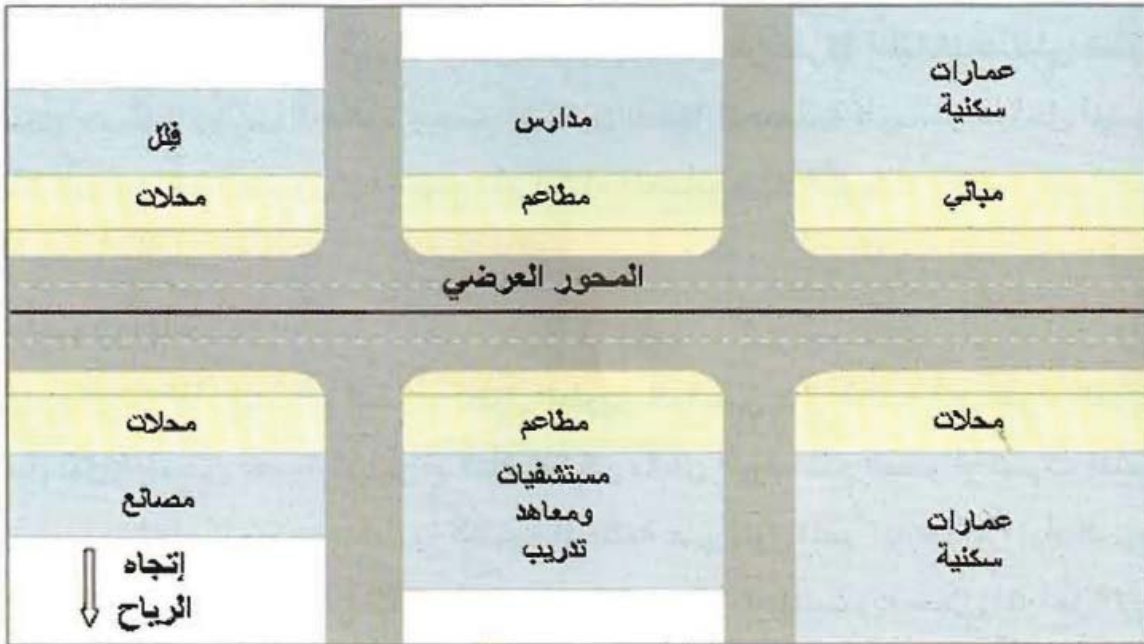 عمارات
سكنية
مدارس
فِلل
مباني
مطاعم
محلات
المحور العرضي
محلات
مطاعم
محلات
عمارات
سكنية
مستشفيات
ومعاهد
تدريب
مصانع
إتجاه
الرياح